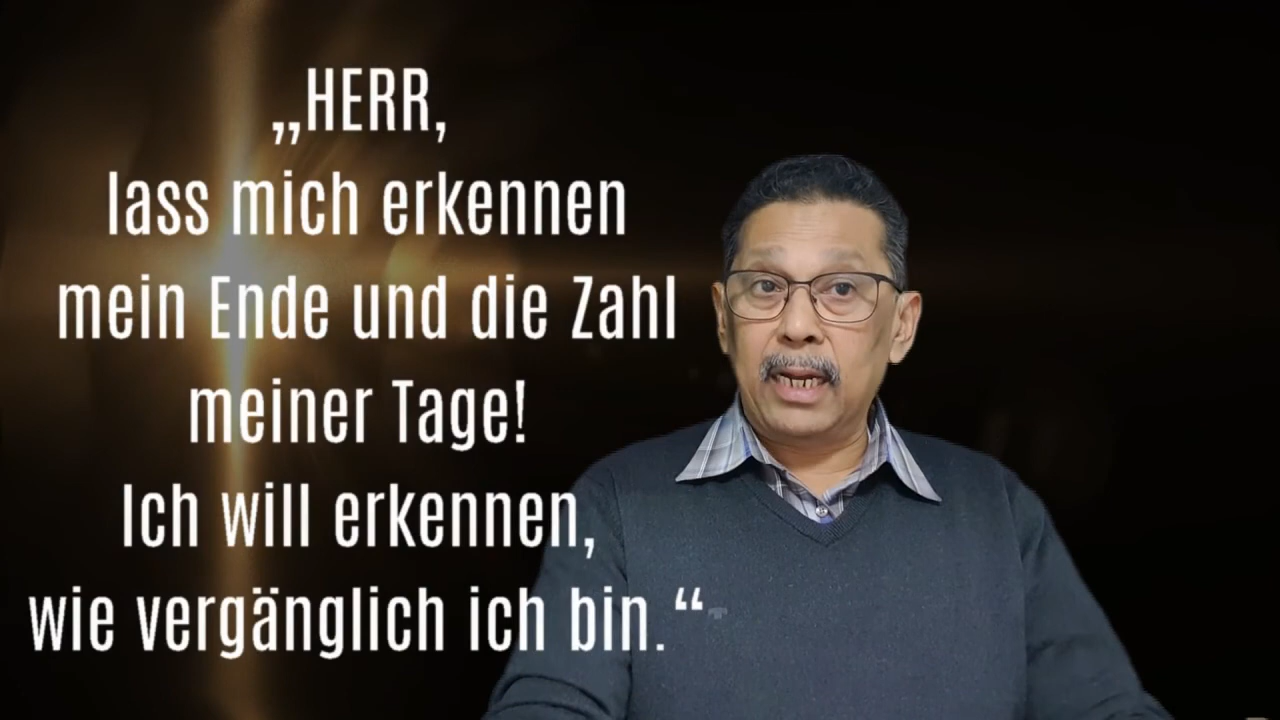 „HERR,
lass mich erkennen
mein Ende und die Zahl
meiner Tage!
Ich will erkennen,
wie vergänglich ich bin.“